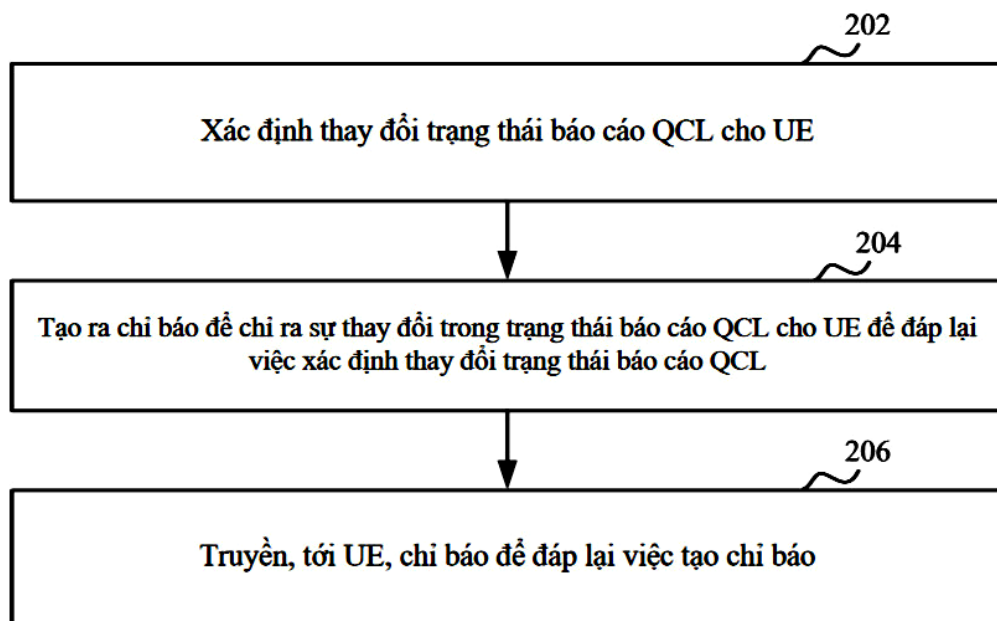 202
Xác định thay đổi trạng thái báo cáo QCL cho UE
204
Tạo ra chỉ báo để chỉ ra sự thay đổi trong trạng thái báo cáo QCL cho UE để đáp lại
việc xác định thay đổi trạng thái báo cáo QCL
206
Truyền, tới UE, chỉ báo để đáp lại việc tạo chỉ báo